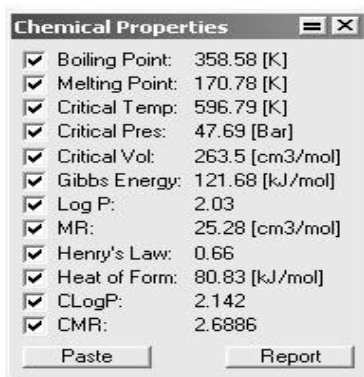 Chemical Properties
Boiling Point: 358.58 [K]
Melting Point: 170.78 [K]
Critical Temp: 596.79 [K]
Critical Pres: 47.69 [Bar]
Critical Vol: 263.5 [cm3/mol]
Gibbs Energy: 121.68 [kJ/mol]
Log P: 2.03
MR: 25.28 [cm3/mol]
Henry's Law: 0.66
Heat of Form: 80.83 [kJ/mol]
CLogP: 2.142
CMR: 2.6886
Paste Report